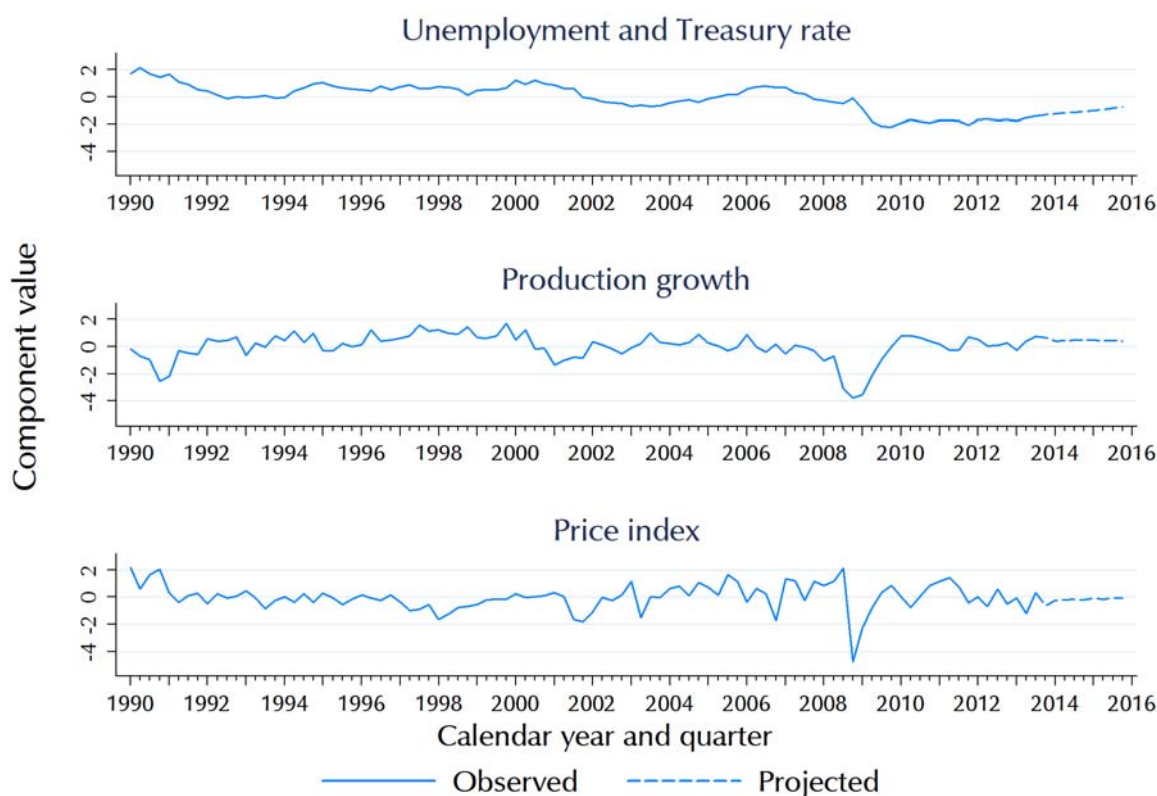 Unemployment and Treasury rate
2
0
-2
-4
1990 1992 1994 1996 1998 2000 2002 2004 2006 2008 2010 2012 2014 2016
Production growth
2
0
-2
-4
1990 1992 1994 1996 1998 2000 2002 2004 2006 2008 2010 2012 2014 2016
Component value
Price index
2
0
-2
-4
1990 1992 1994 1996 1998 2000 2002 2004 2006 2008 2010 2012 2014 2016
Calendar year and quarter
Observed Projected